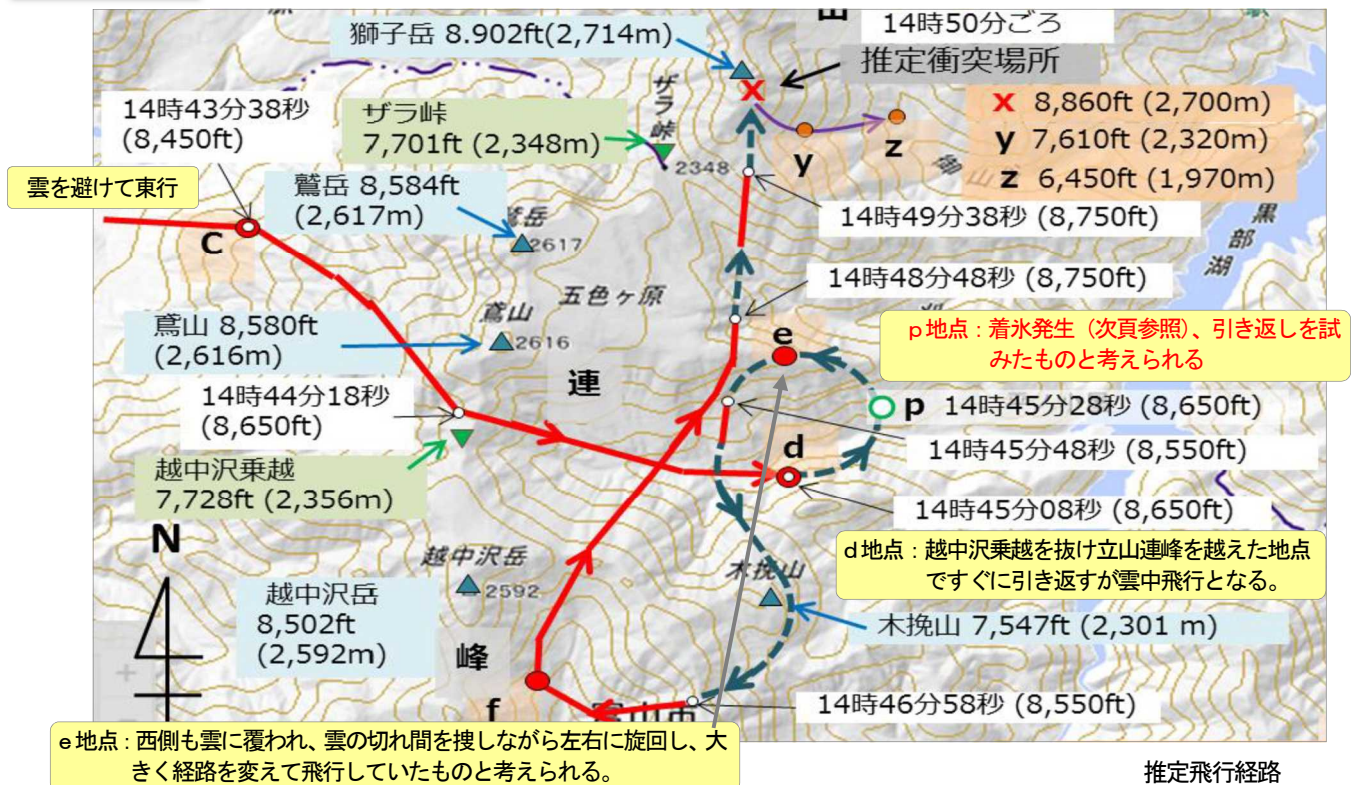 14時50分ごろ
獅子岳 8.902ft(2,714m)
推定衝突場所
14時43分38秒
(8,450ft)
ザラ峠
7,701ft (2,348m)
ザラ峠
2348
X 8,860ft (2,700m)
y 7,610ft (2,320m)
z 6,450ft (1,970m)
x
y
z
雲を避けて東行
鷲岳 8,584ft
(2,617m)
鷲岳
2617
14時49分38秒 (8,750ft)
黒部湖
C
五色ヶ原
14時48分48秒 (8,750ft)
鳶山 8,580ft
(2,616m)
鳶山
2616
連
e
p地点：着氷発生（次頁参照）、引き返しを試
みたものと考えられる
14時44分18秒
(8,650ft)
p 14時45分28秒 (8,650ft)
14時45分48秒 (8,550ft)
d
越中沢乗越
7,728ft (2,356m)
14時45分08秒 (8,650ft)
N
d地点：越中沢乗越を抜け立山連峰を越えた地点
ですぐに引き返すが雲中飛行となる。
越中沢岳
2592
木挽山
越中沢岳
8,502ft
(2,592m)
木挽山 7,547ft (2,301 m)
峰
f
富山市
14時46分58秒 (8,550ft)
e地点：西側も雲に覆われ、雲の切れ間を捜しながら左右に旋回し、大
きく経路を変えて飛行していたものと考えられる。
推定飛行経路